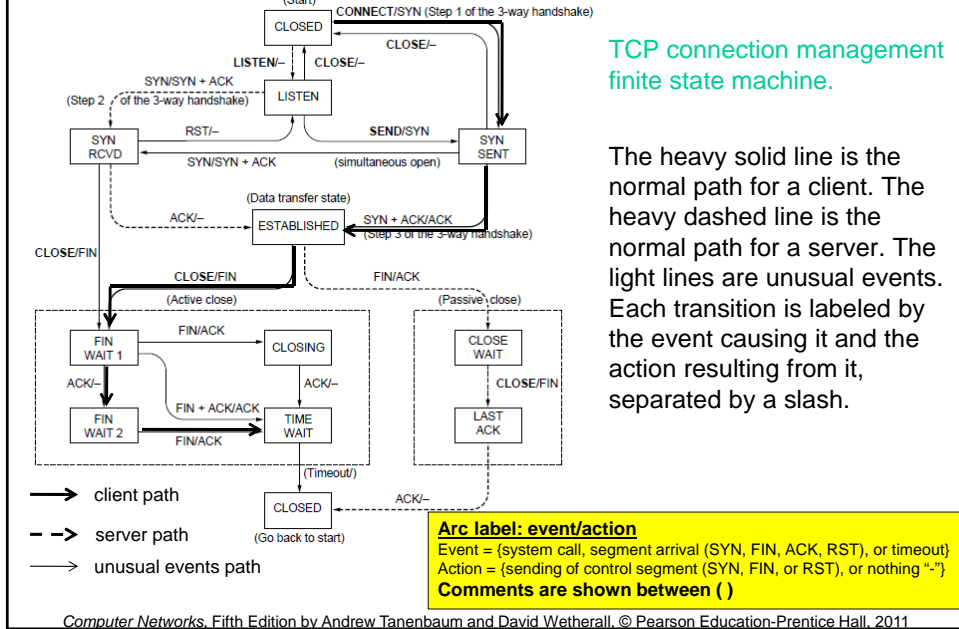 (Start)
CONNECT/SYN (Step 1 of the 3-way handshake)
CLOSED
CLOSE/–
LISTEN/–
CLOSE/–
SYN/SYN + ACK
(Step 2 of the 3-way handshake)
LISTEN
RST/–
SEND/SYN
SYN
RCVD
SYN
SENT
SYN/SYN + ACK
(simultaneous open)
(Data transfer state)
ACK/–
ESTABLISHED
SYN + ACK/ACK
(Step 3 of the 3-way handshake)
CLOSE/FIN
CLOSE/FIN
FIN/ACK
(Active close)
(Passive close)
FIN
WAIT 1
FIN/ACK
CLOSING
CLOSE
WAIT
ACK/–
ACK/–
CLOSE/FIN
FIN + ACK/ACK
FIN
WAIT 2
FIN/ACK
TIME
WAIT
LAST
ACK
(Timeout/)
CLOSED
ACK/–
(Go back to start)
client path
server path
unusual events path
TCP connection management
finite state machine.
The heavy solid line is the
normal path for a client. The
heavy dashed line is the
normal path for a server. The
light lines are unusual events.
Each transition is labeled by
the event causing it and the
action resulting from it,
separated by a slash.
Arc label: event/action
Event = {system call, segment arrival (SYN, FIN, ACK, RST), or timeout}
Action = {sending of control segment (SYN, FIN, or RST), or nothing "-"}
Comments are shown between ( )
Computer Networks, Fifth Edition by Andrew Tanenbaum and David Wetherall, © Pearson Education-Prentice Hall, 2011